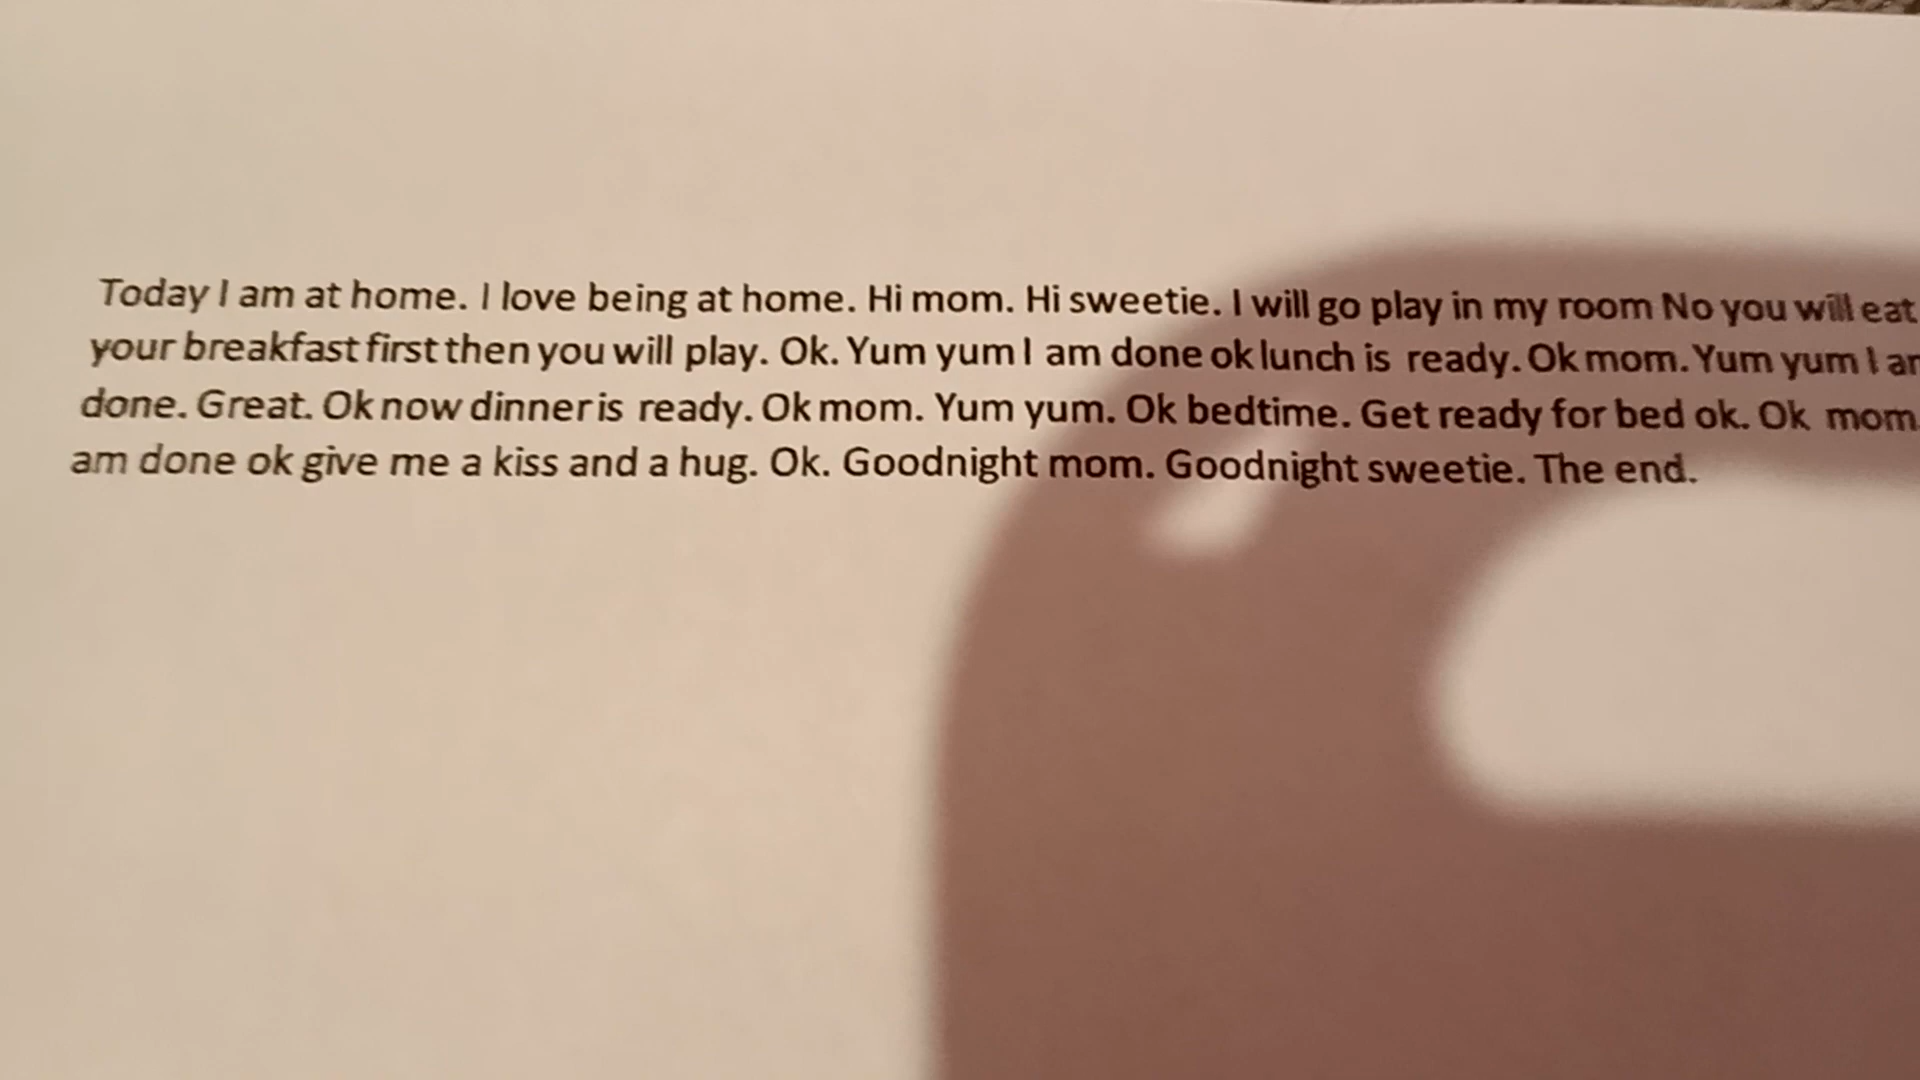 Today I am at home. I love being at home. Hi mom. Hi sweetie. I will go play in my room No you will eat
your breakfast first then you will play. Ok. Yum yum I am done ok lunch is ready. Ok mom. Yum yum I
done. Great. Ok now dinner is ready. Ok mom. Yum yum. Ok bedtime. Get ready for bed ok. Ok mom.
am done ok give me a kiss and a hug. Ok. Goodnight mom. Goodnight sweetie. The end.